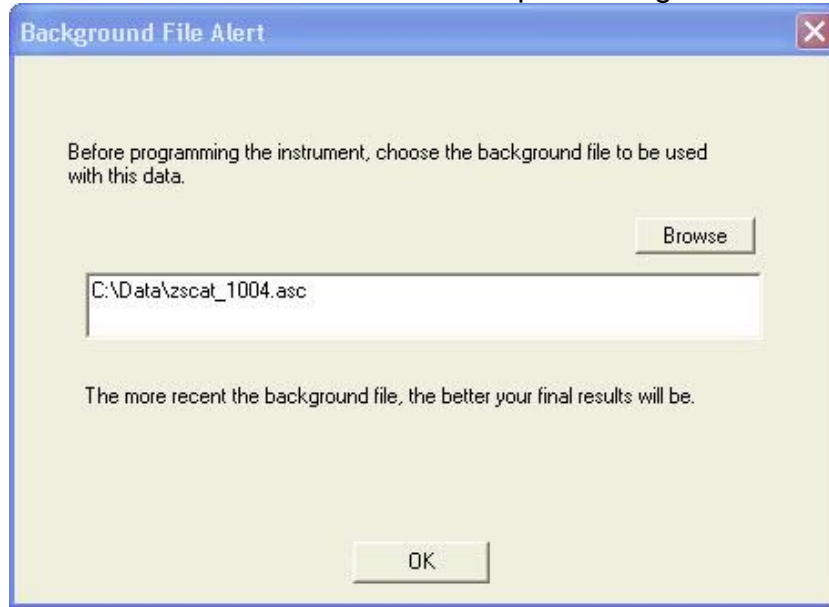 Background File Alert
Before programming the instrument, choose the background file to be used
with this data.
Browse
C:\Data\zscat_1004.asc
The more recent the background file, the better your final results will be.
OK